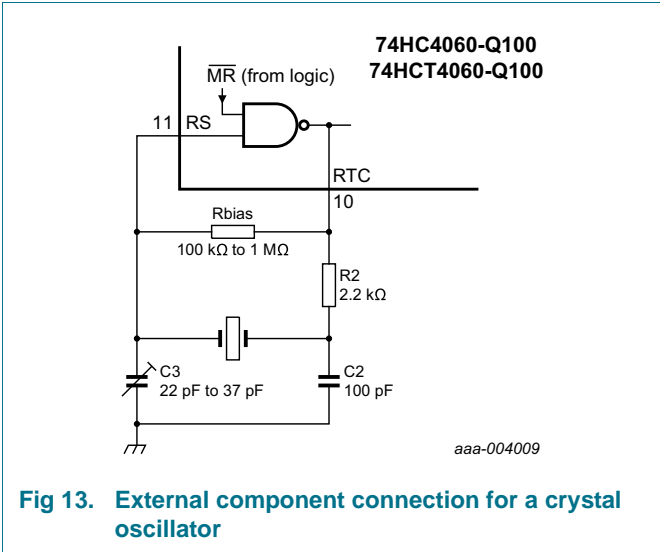 74HC4060-Q100
74HCT4060-Q100
M̅R̅ (from logic)
11 RS
RTC
10
Rbias
100 kΩ to 1 MΩ
R2
2.2 kΩ
C3
22 pF to 37 pF
C2
100 pF
aaa-004009
Fig 13. External component connection for a crystal
oscillator